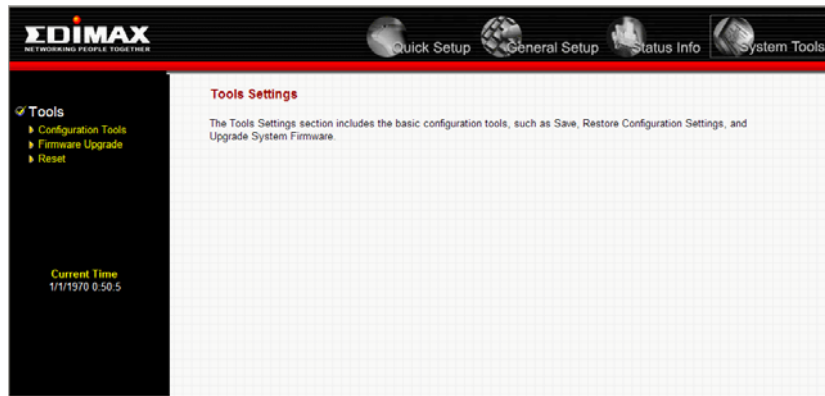 EDIMAX
NETWORKING PEOPLE TOGETHER
Quick Setup
General Setup
Status Info
System Tools
Tools
Configuration Tools
Firmware Upgrade
Reset
Current Time
1/1/1970 0:50:5
Tools Settings
The Tools Settings section includes the basic configuration tools, such as Save, Restore Configuration Settings, and
Upgrade System Firmware.